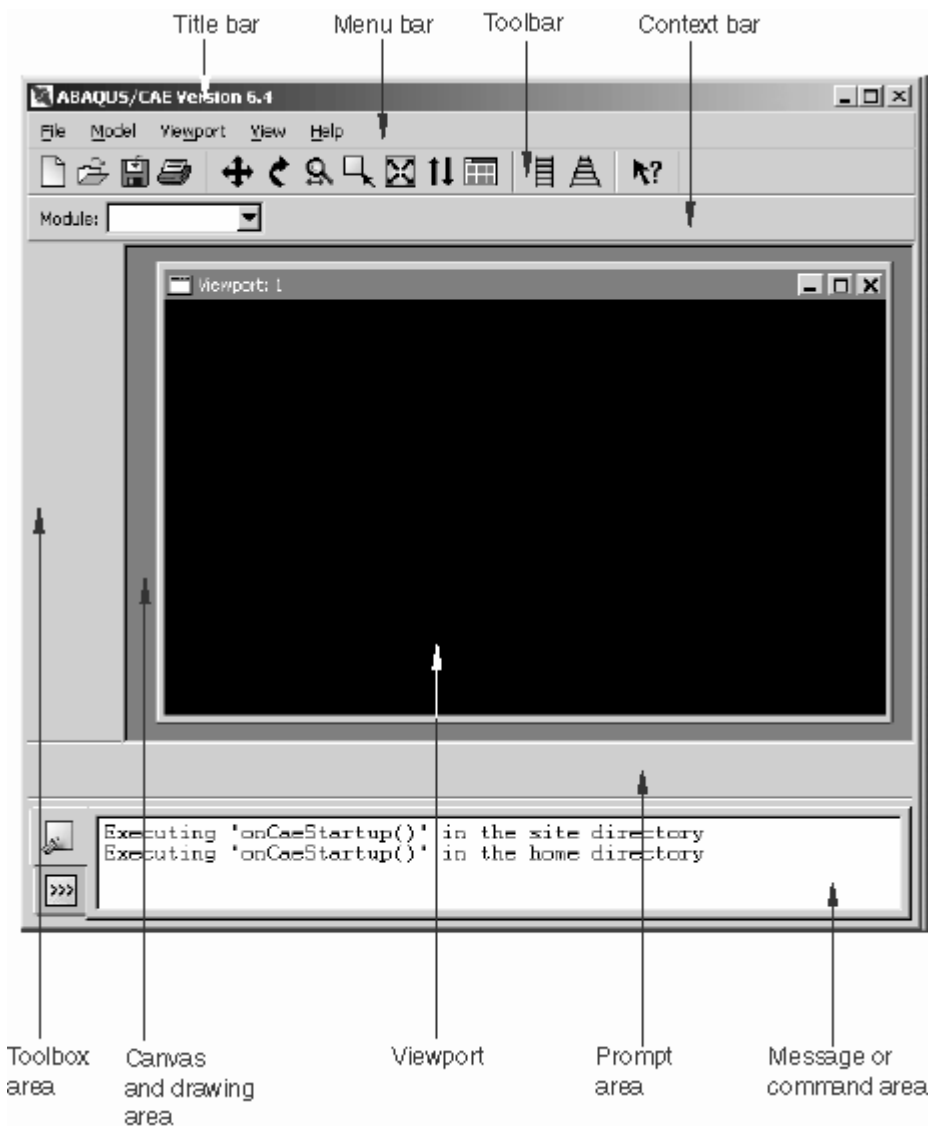 Title bar Menu bar Toolbar Context bar
ABAQUS/CAE Version 6.4
File Model Viewport View Help
Module:
Viewport: 1
Executing "onCaeStartup()" in the site directory
Executing "onCaeStartup()" in the home directory
>>>
Toolbox area
Canvas and drawing area
Viewport
Prompt area
Message or command area